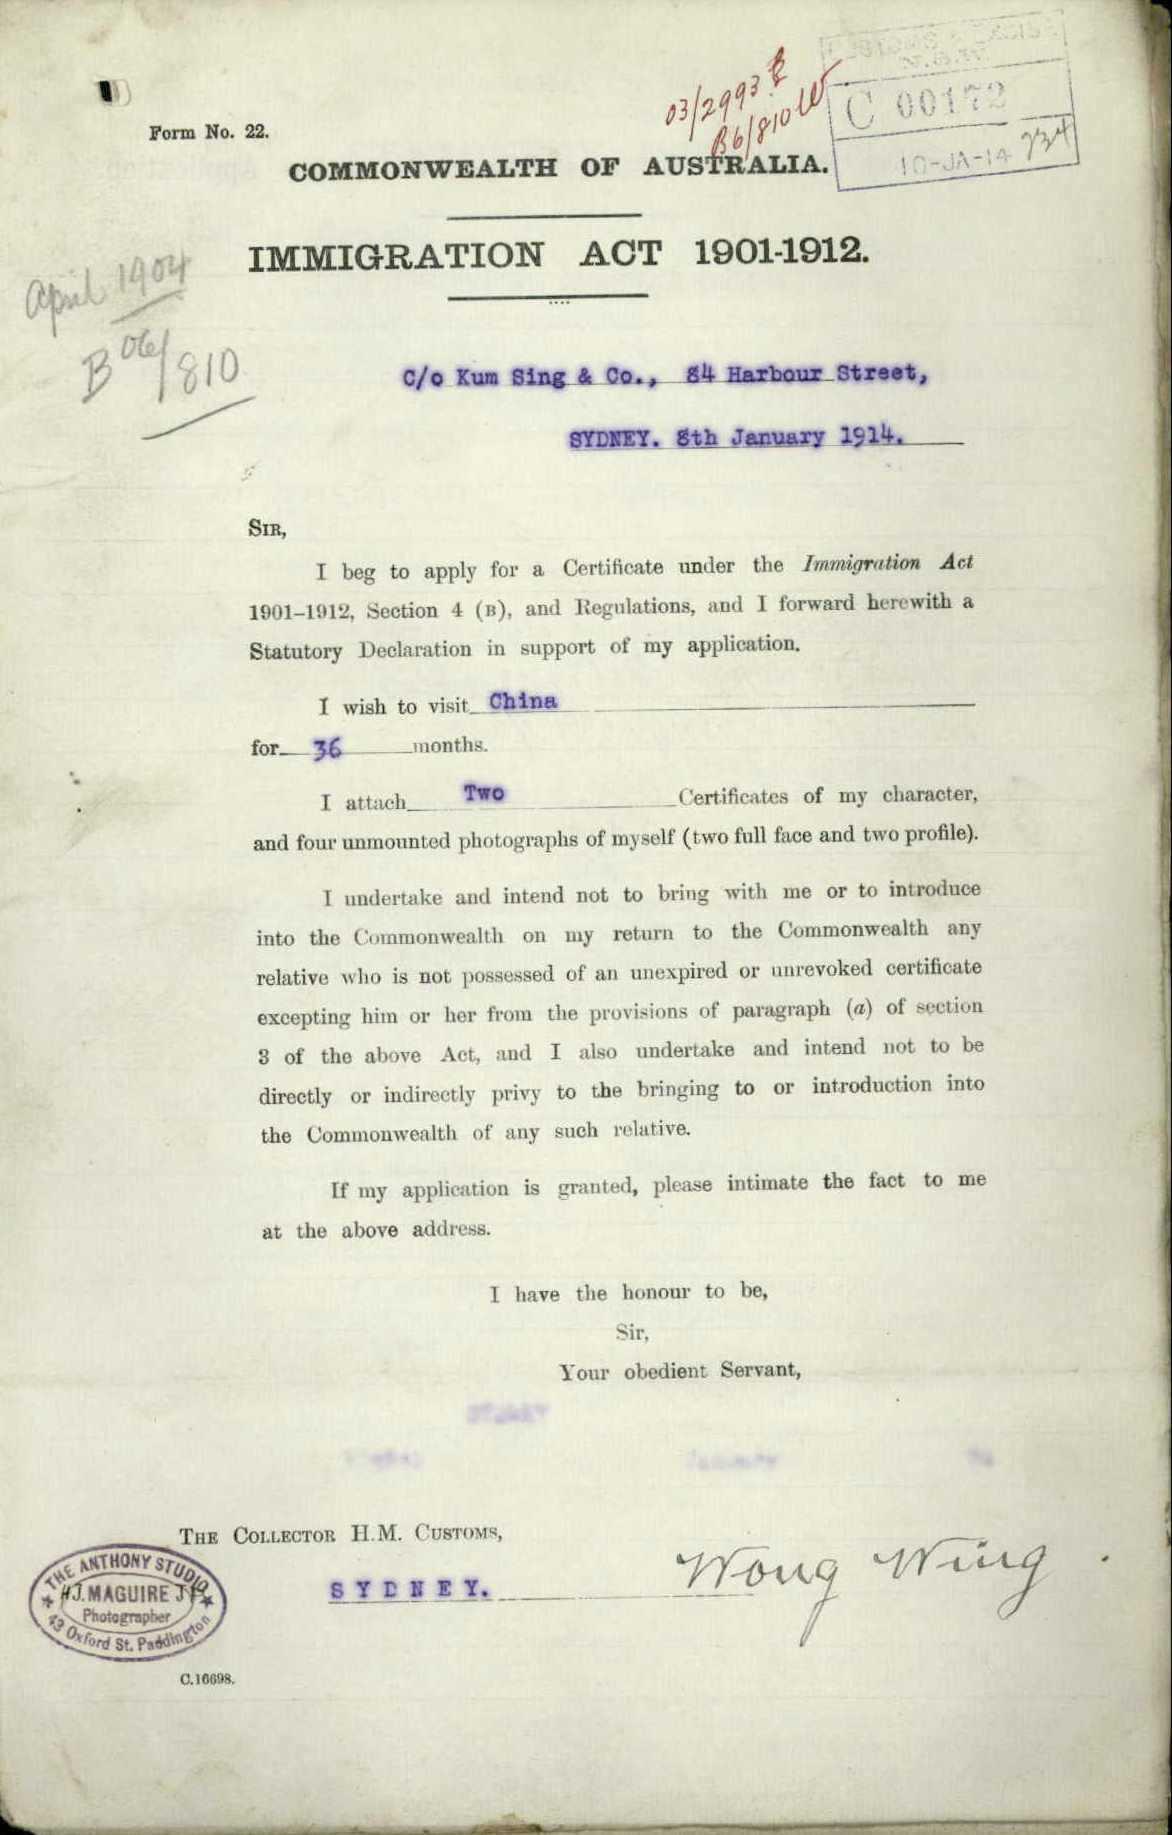 03/2993
B6/810
CUSTOMS & EXCISE
N.S.W.
C 00172
10-JA-14 734
Form No. 22.
COMMONWEALTH OF AUSTRALIA.
IMMIGRATION ACT 1901-1912.
April 1904
B 06/810
C/o Kum Sing & Co., 84 Harbour Street,
SYDNEY. 8th January 1914.
SIR,
I beg to apply for a Certificate under the Immigration Act
1901–1912, Section 4 (B), and Regulations, and I forward herewith a
Statutory Declaration in support of my application.
I wish to visit China
for 36 months.
I attach Two Certificates of my character,
and four unmounted photographs of myself (two full face and two profile).
I undertake and intend not to bring with me or to introduce
into the Commonwealth on my return to the Commonwealth any
relative who is not possessed of an unexpired or unrevoked certificate
excepting him or her from the provisions of paragraph (a) of section
3 of the above Act, and I also undertake and intend not to be
directly or indirectly privy to the bringing to or introduction into
the Commonwealth of any such relative.
If my application is granted, please intimate the fact to me
at the above address.
I have the honour to be,
Sir,
Your obedient Servant,
January
THE COLLECTOR H.M. CUSTOMS,
SYDNEY.
Wong Wing
THE ANTHONY STUDIO
H.J. MAGUIRE J.P.
Photographer
43 Oxford St. Paddington
C.16698.